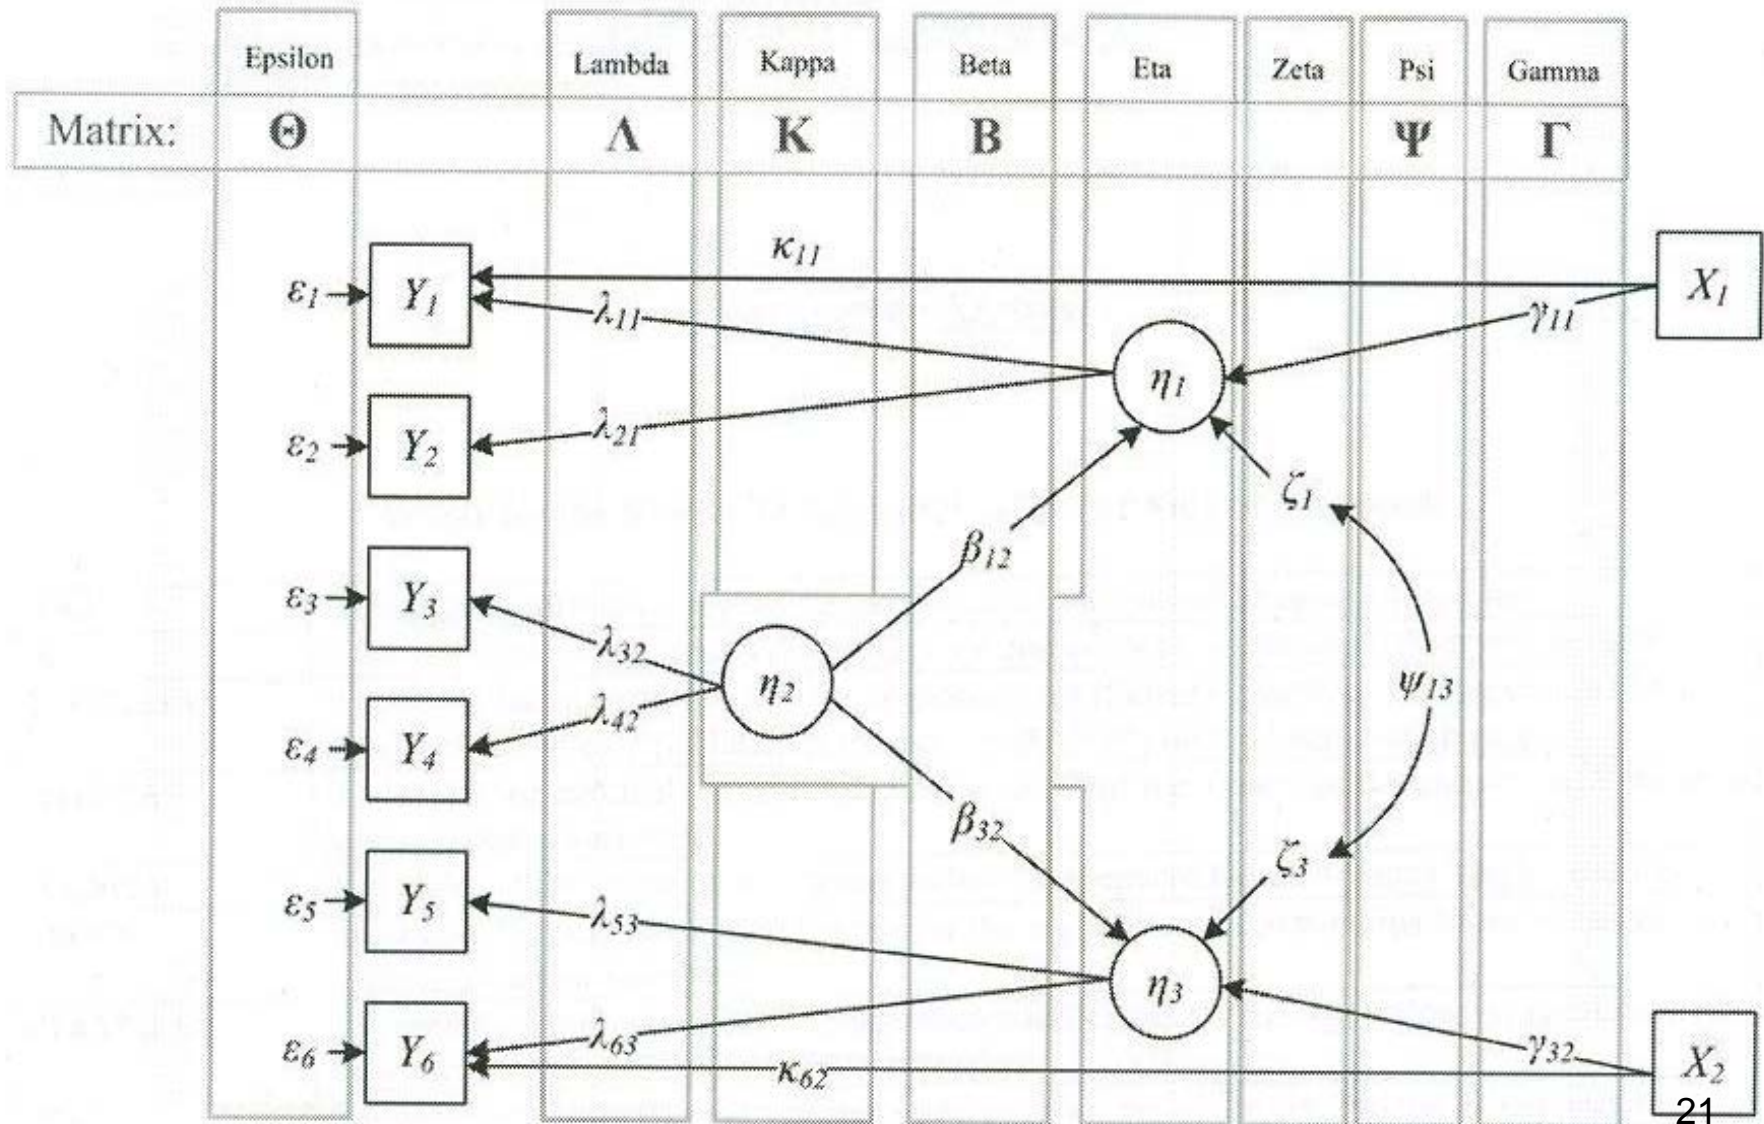 Epsilon Lambda Kappa Beta Eta Zeta Psi Gamma
Matrix: Θ Λ K B Ψ Γ
κ11
ε1 Y1 λ11 γ11 X1
η1
ε2 Y2 λ21
ζ1
β12
ε3 Y3 λ32
η2 ψ13
ε4 Y4 λ42
β32
ζ3
ε5 Y5 λ53
η3
ε6 Y6 λ63 γ32 X2
κ62
21